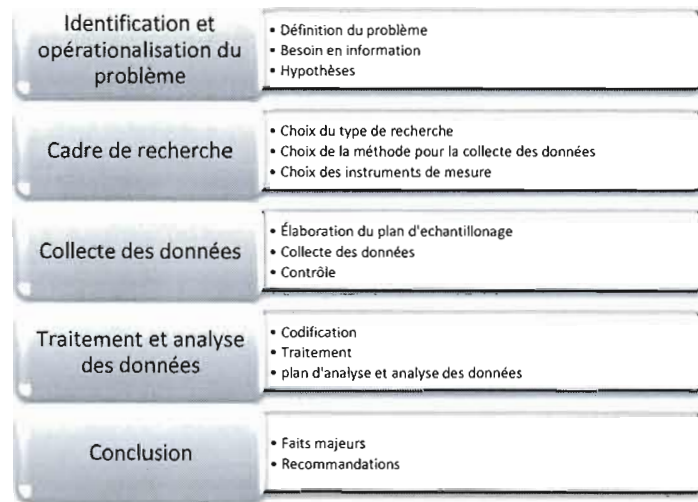 Identification et
opérationalisation du
problème
• Définition du problème
• Besoin en information
• Hypothèses
Cadre de recherche
• Choix du type de recherche
• Choix de la méthode pour la collecte des données
• Choix des instruments de mesure
Collecte des données
• Élaboration du plan d'echantillonage
• Collecte des données
• Contrôle
Traitement et analyse
des données
• Codification
• Traitement
• plan d'analyse et analyse des données
Conclusion
• Faits majeurs
• Recommandations